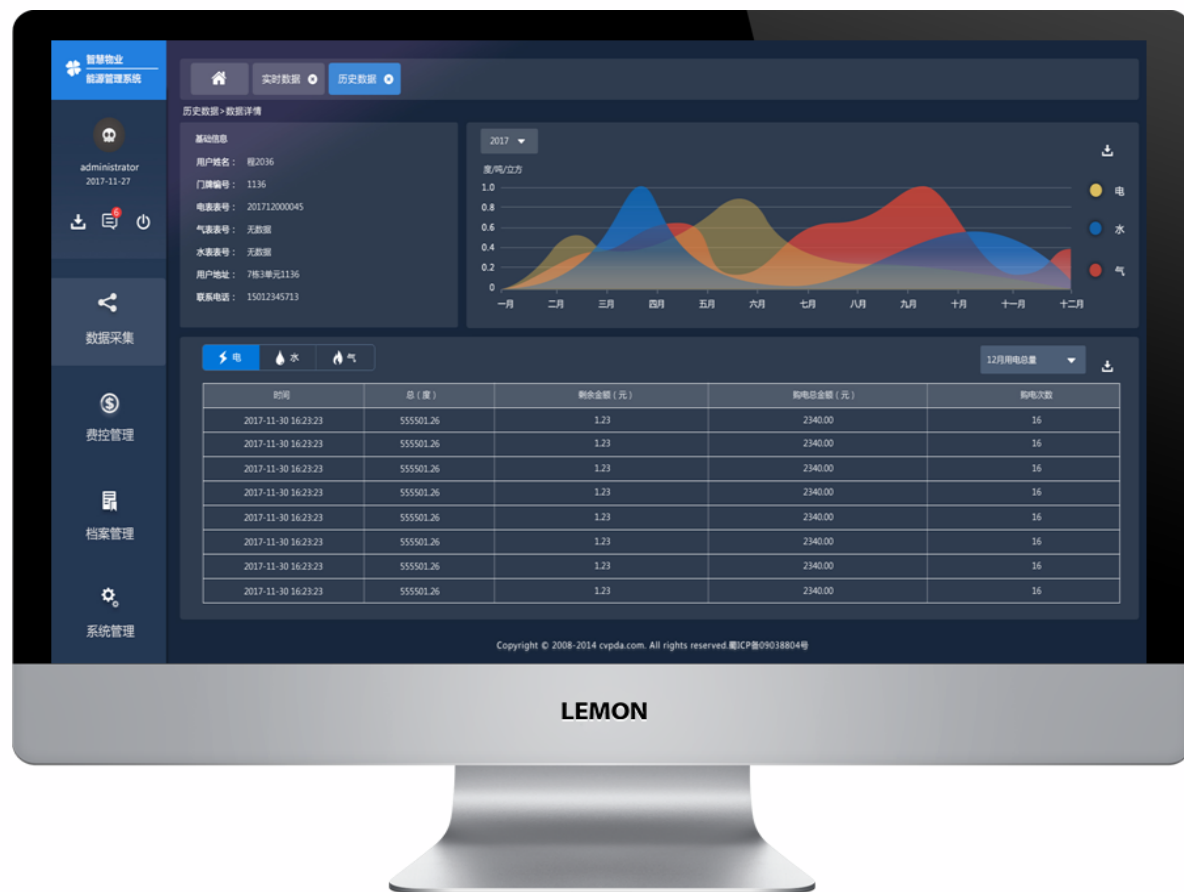 智慧物业
能源管理系统
administrator
2017-11-27
6
数据采集
费控管理
档案管理
系统管理
实时数据
历史数据
历史数据>数据详情
基础信息
用户姓名： 程2036
门牌编号： 1136
电表表号： 201712000045
气表表号： 无数据
水表表号： 无数据
用户地址： 7栋3单元1136
联系电话： 15012345713
2017
度/吨/立方
1.0
0.8
0.6
0.4
0.2
0
一月 二月 三月 四月 五月 六月 七月 八月 九月 十月 十一月 十二月
电
水
气
电 水 气
12月用电总量
时间 总（度） 剩余金额（元） 购电总金额（元） 购电次数
2017-11-30 16:23:23 555501.26 1.23 2340.00 16
2017-11-30 16:23:23 555501.26 1.23 2340.00 16
2017-11-30 16:23:23 555501.26 1.23 2340.00 16
2017-11-30 16:23:23 555501.26 1.23 2340.00 16
2017-11-30 16:23:23 555501.26 1.23 2340.00 16
2017-11-30 16:23:23 555501.26 1.23 2340.00 16
2017-11-30 16:23:23 555501.26 1.23 2340.00 16
2017-11-30 16:23:23 555501.26 1.23 2340.00 16
Copyright © 2008-2014 cvpda.com. All rights reserved.蜀ICP备09038804号
LEMON